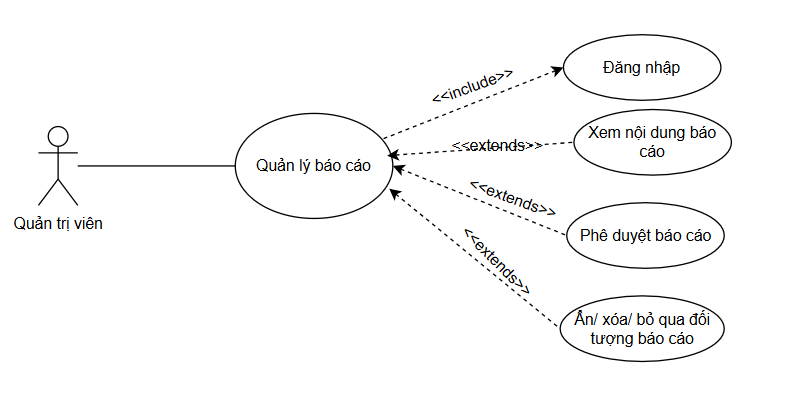 Đăng nhập
<<include>>
Xem nội dung báo
cáo
<<extends>>
Quản lý báo cáo
<<extends>>
Quản trị viên
Phê duyệt báo cáo
<<extends>>
Ẩn/ xóa/ bỏ qua đối
tượng báo cáo